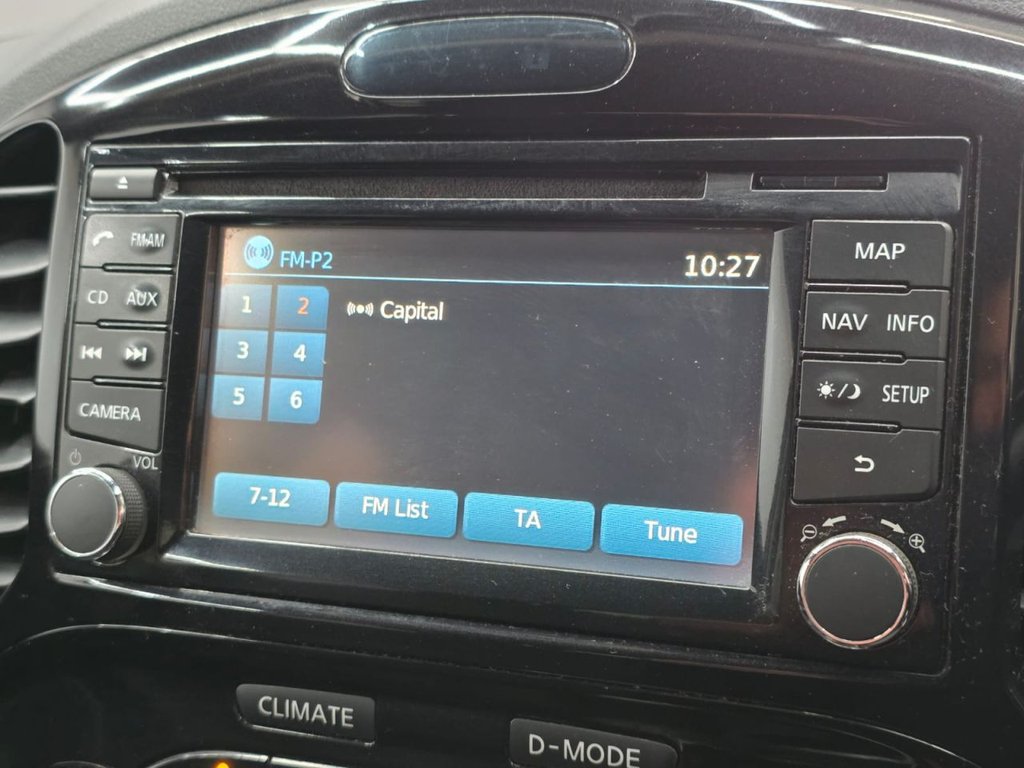 FM·AM
CD AUX
CAMERA
VOL
FM-P2 10:27
1 2 Capital
3 4
5 6
7-12 FM List TA Tune
MAP
NAV INFO
SETUP
CLIMATE
D-MODE